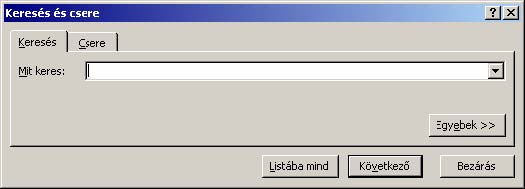 Keresés és csere
Keresés Csere
Mit keres:
Egyebek >>
Listába mind Következő Bezárás